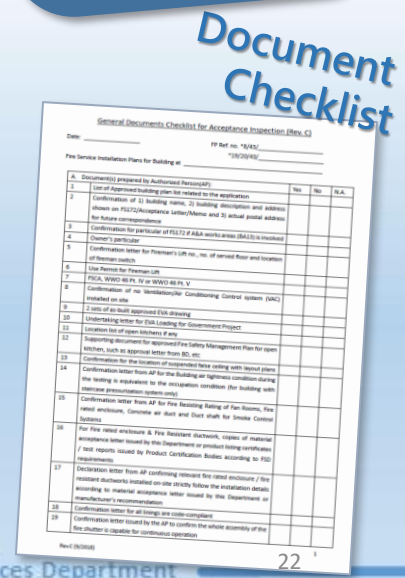 Document
Checklist
General Documents Checklist for Acceptance Inspection (Rev. C)
Date: ____________
FP Ref. no. *8/45/____________
*19/20/45/____________
Fire Service Installation Plans for Building at ____________
A. Document(s) prepared by Authorized Person(AP) Yes No N.A.
1 List of Approved building plan list related to the application
2 Confirmation of 1) building name, 2) building description and address
shown on FS172/Acceptance Letter/Memo and 3) actual postal address
for future correspondence
3 Confirmation for particular of FS172 if A&A works areas (BA13) is involved
4 Owner's particular
5 Confirmation letter for Fireman's Lift no., no. of served floor and location
of fireman switch
6 Use Permit for Fireman Lift
7 FSCA, WWO 46 Pt. IV or WWO 46 Pt. V
8 Confirmation of no Ventilation/Air Conditioning Control system (VAC)
installed on site
9 2 sets of as-built approved EVA drawing
10 Undertaking letter for EVA Loading for Government Project
11 Location list of open kitchens if any
12 Supporting document for approved Fire Safety Management Plan for open
kitchen, such as approval letter from BD, etc
13 Confirmation for the location of suspended false ceiling with layout plans
14 Confirmation letter from AP for the Building air tightness condition during
the testing is equivalent to the occupation condition (for building with
staircase pressurization system only)
15 Confirmation letter from AP for Fire Resisting Rating of Fan Rooms, Fire
rated enclosure, Concrete air duct and Duct shaft for Smoke Control
Systems
16 For Fire rated enclosure & Fire Resistant ductwork, copies of material
acceptance letter issued by this Department or product listing certificates
/ test reports issued by Product Certification Bodies according to FSD
requirements
17 Declaration letter from AP confirming relevant fire rated enclosure / fire
resistant ductworks installed on-site strictly follow the installation details
according to material acceptance letter issued by this Department or
manufacturer's recommendation
18 Confirmation letter for all linings are code-compliant
19 Confirmation letter issued by the AP to confirm the whole assembly of the
fire shutter is capable for continuous operation
Rev.C (9/2018)
1
22
ces Department